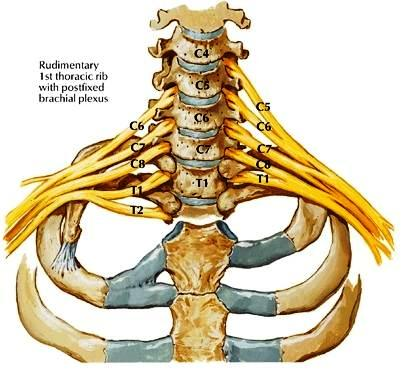 Rudimentary
1st thoracic rib
with postfixed
brachial plexus
C4
C5
C5
C6
C6
C6
C7
C7
C7
C8
C8
T1
T1
T1
T2